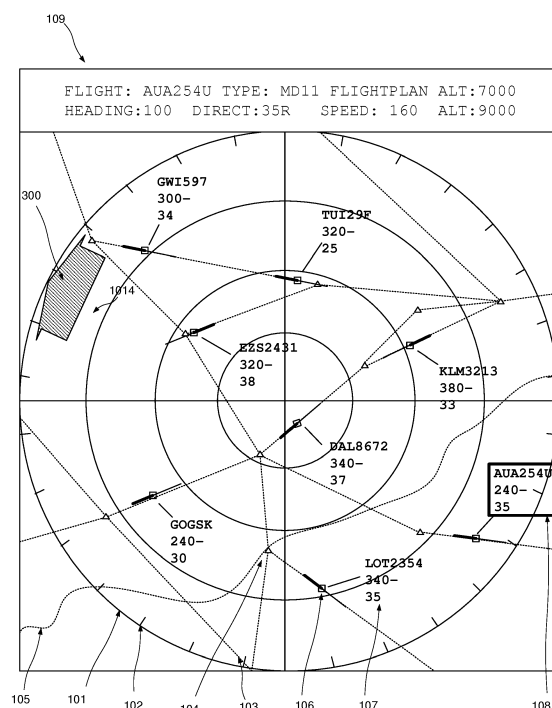 109
FLIGHT: AUA254U TYPE: MD11 FLIGHTPLAN ALT:7000
HEADING:100 DIRECT:35R SPEED: 160 ALT:9000
GWI597
300-
34
300
TUI29F
320-
25
1014
EZS2431
320-
38
KLM3213
380-
33
DAL8672
340-
37
AUA254U
240-
35
GOGSK
240-
30
LOT2354
340-
35
105
101
102
104
103
106
107
108